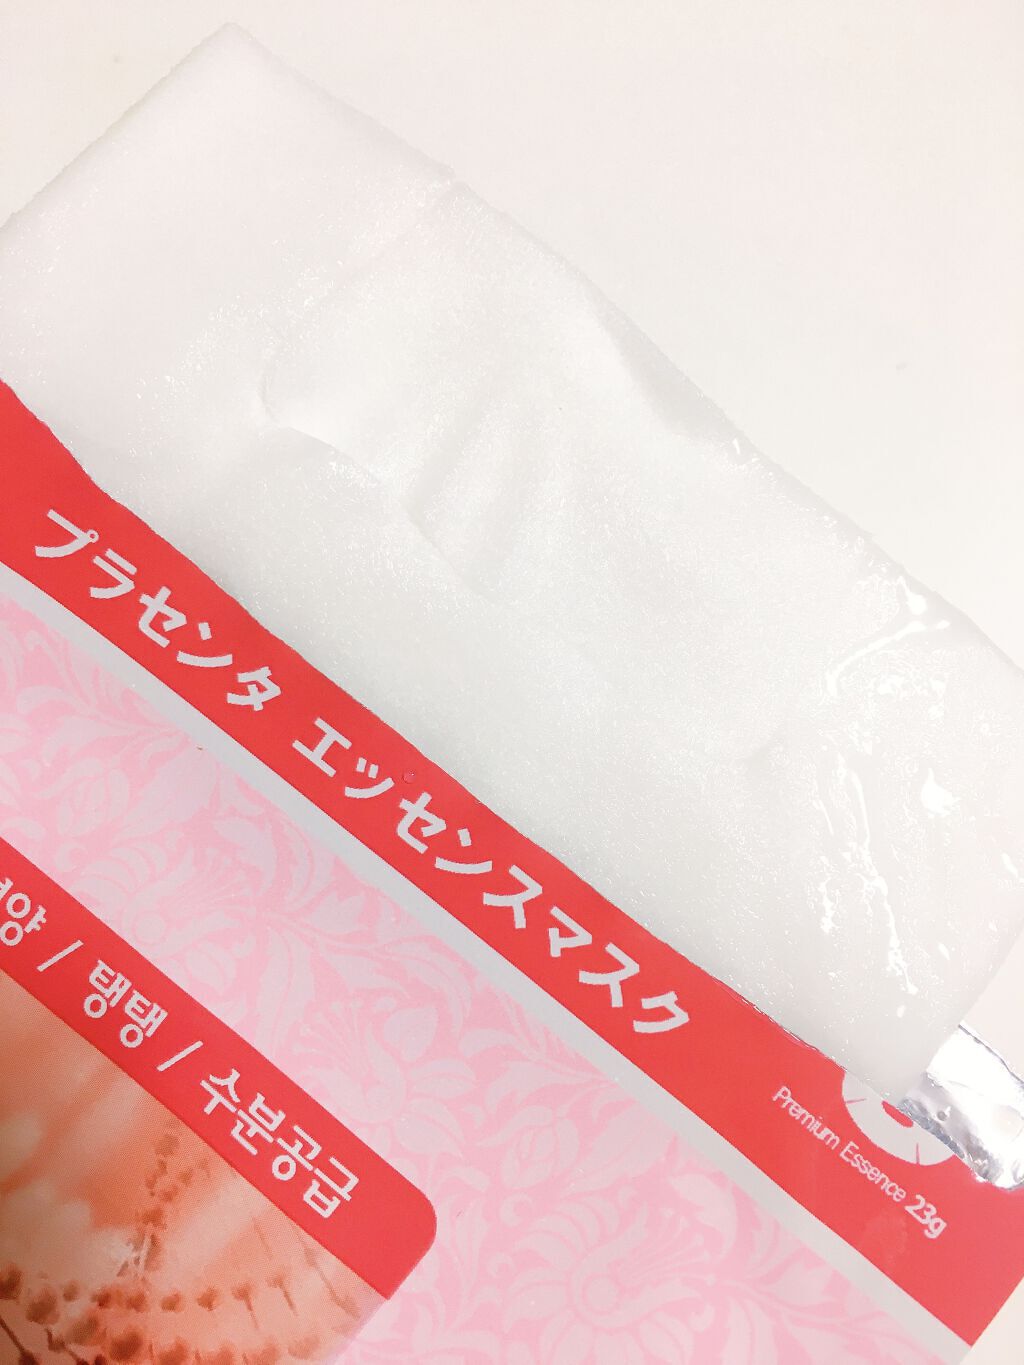 プラセンタ エッセンスマスク
Premium Essence 23g
양 / 탱탱 / 수분공급